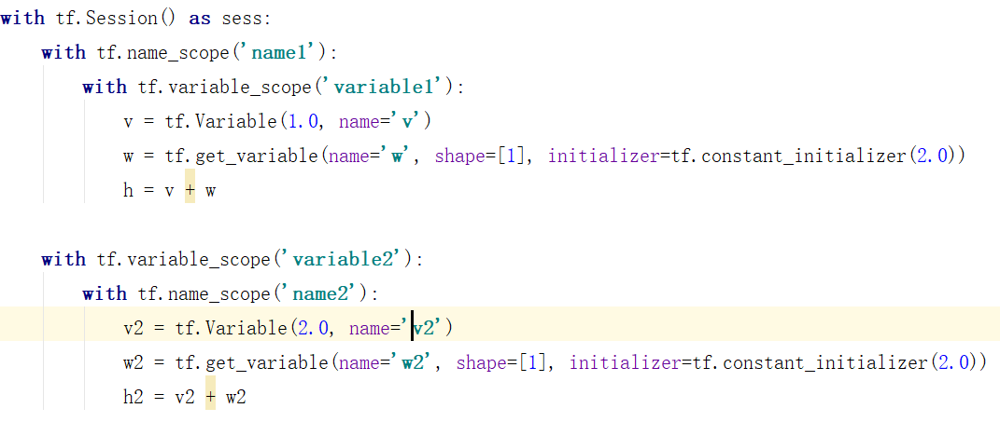 with tf.Session() as sess:
    with tf.name_scope('name1'):
        with tf.variable_scope('variable1'):
            v = tf.Variable(1.0, name='v')
            w = tf.get_variable(name='w', shape=[1], initializer=tf.constant_initializer(2.0))
            h = v + w
    with tf.variable_scope('variable2'):
        with tf.name_scope('name2'):
            v2 = tf.Variable(2.0, name='v2')
            w2 = tf.get_variable(name='w2', shape=[1], initializer=tf.constant_initializer(2.0))
            h2 = v2 + w2